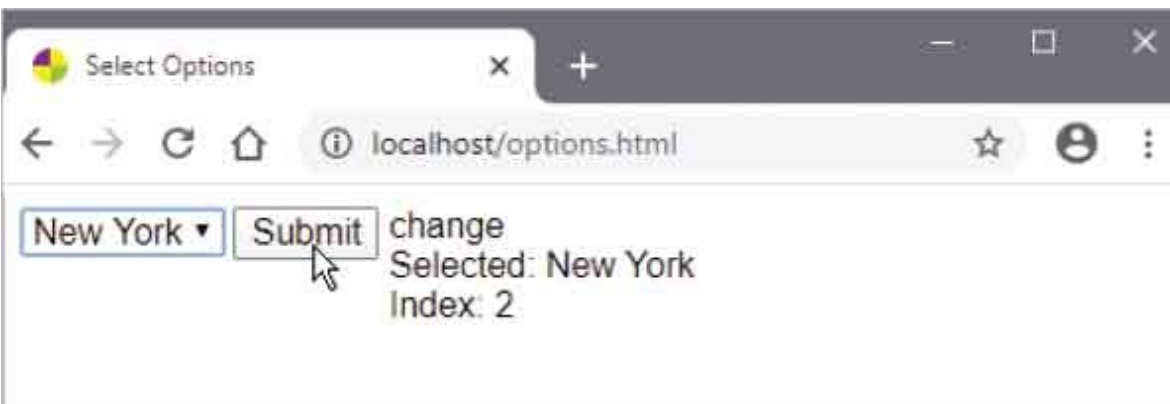 Select Options
localhost/options.html
New York Submit change
Selected: New York
Index: 2